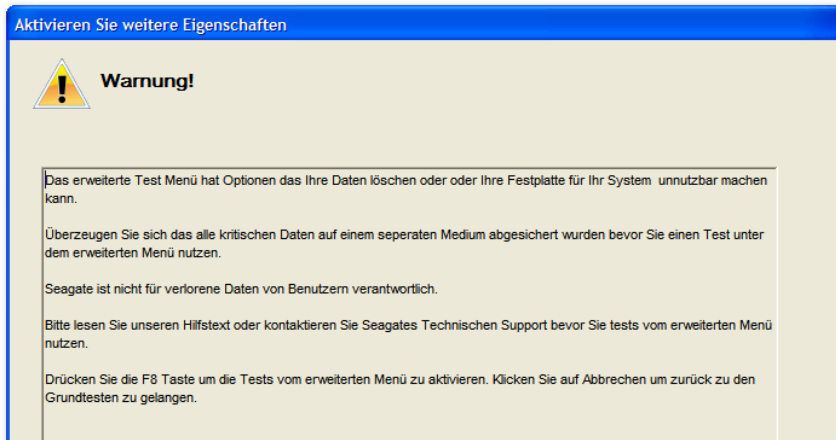 Aktivieren Sie weitere Eigenschaften
Warnung!
Das erweiterte Test Menü hat Optionen das Ihre Daten löschen oder oder Ihre Festplatte für Ihr System unnutzbar machen
kann.
Überzeugen Sie sich das alle kritischen Daten auf einem seperaten Medium abgesichert wurden bevor Sie einen Test unter
dem erweiterten Menü nutzen.
Seagate ist nicht für verlorene Daten von Benutzern verantwortlich.
Bitte lesen Sie unseren Hilfstext oder kontaktieren Sie Seagates Technischen Support bevor Sie tests vom erweiterten Menü
nutzen.
Drücken Sie die F8 Taste um die Tests vom erweiterten Menü zu aktivieren. Klicken Sie auf Abbrechen um zurück zu den
Grundtesten zu gelangen.